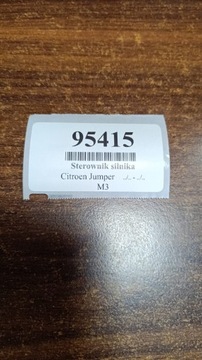 95415
Sterownik silnika
Citroen Jumper
M3